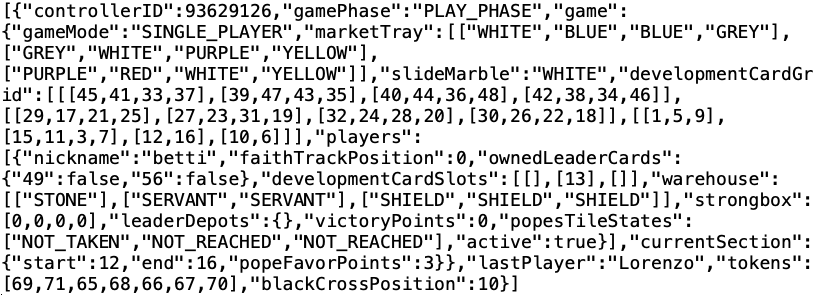 [{"controllerID":93629126,"gamePhase":"PLAY_PHASE","game":
{"gameMode":"SINGLE_PLAYER","marketTray":[["WHITE","BLUE","BLUE","GREY"],
["GREY","WHITE","PURPLE","YELLOW"],
["PURPLE","RED","WHITE","YELLOW"]],"slideMarble":"WHITE","developmentCardGr
id":[[[45,41,33,37],[39,47,43,35],[40,44,36,48],[42,38,34,46]],
[[29,17,21,25],[27,23,31,19],[32,24,28,20],[30,26,22,18]],[[1,5,9],
[15,11,3,7],[12,16],[10,6]]],"players":
[{"nickname":"betti","faithTrackPosition":0,"ownedLeaderCards":
{"49":false,"56":false},"developmentCardSlots":[[],[13],[]],"warehouse":
[["STONE"],["SERVANT","SERVANT"],["SHIELD","SHIELD","SHIELD"]],"strongbox":
[0,0,0,0],"leaderDepots":{},"victoryPoints":0,"popesTileStates":
["NOT_TAKEN","NOT_REACHED","NOT_REACHED"],"active":true}],"currentSection":
{"start":12,"end":16,"popeFavorPoints":3}},"lastPlayer":"Lorenzo","tokens":
[69,71,65,68,66,67,70],"blackCrossPosition":10}]